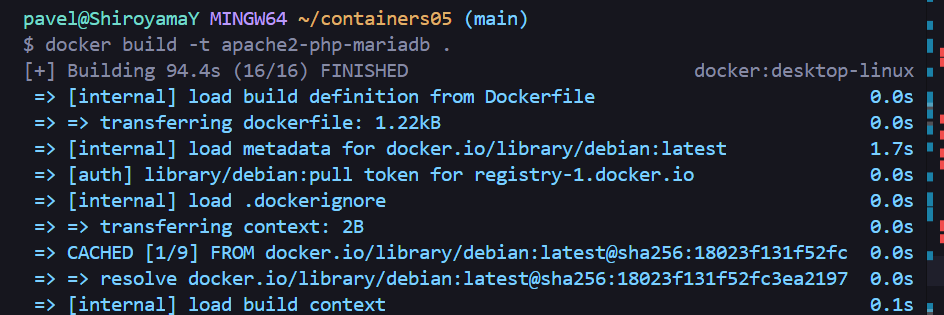 pavel@ShiroyamaY MINGW64 ~/containers05 (main)
$ docker build -t apache2-php-mariadb .
[+] Building 94.4s (16/16) FINISHED docker:desktop-linux
=> [internal] load build definition from Dockerfile 0.0s
=> => transferring dockerfile: 1.22kB 0.0s
=> [internal] load metadata for docker.io/library/debian:latest 1.7s
=> [auth] library/debian:pull token for registry-1.docker.io 0.0s
=> [internal] load .dockerignore 0.0s
=> => transferring context: 2B 0.0s
=> CACHED [1/9] FROM docker.io/library/debian:latest@sha256:18023f131f52fc 0.0s
=> => resolve docker.io/library/debian:latest@sha256:18023f131f52fc3ea2197 0.0s
=> [internal] load build context 0.1s